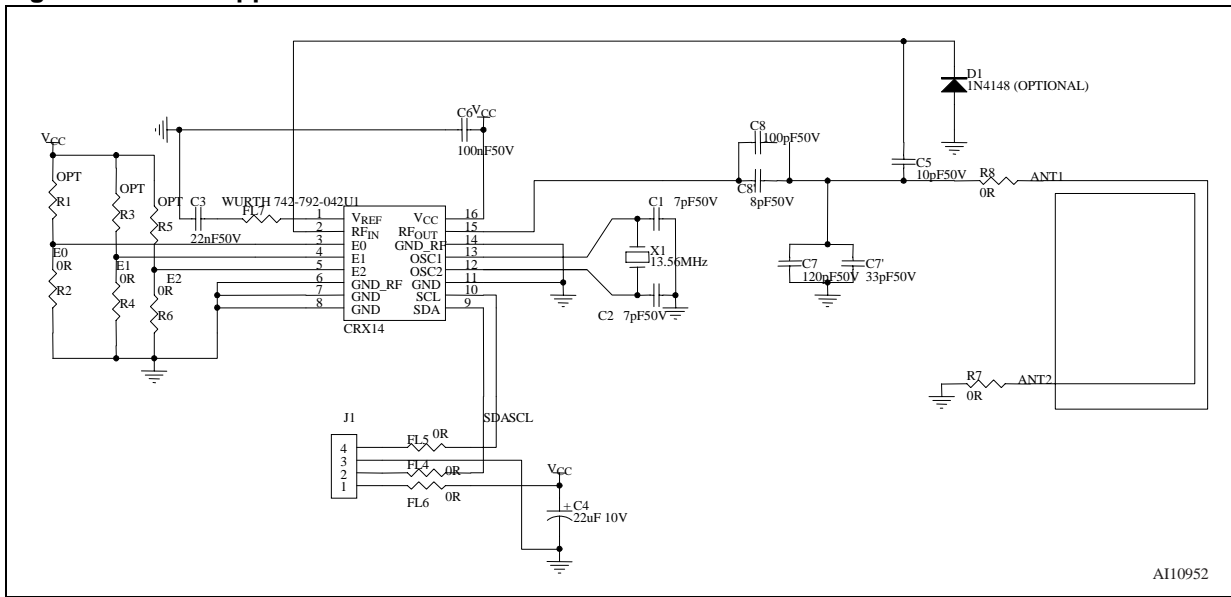 D1
1N4148 (OPTIONAL)
C6
VCC
100nF50V
C8
100pF50V
VCC
C5
10pF50V
R8
0R
ANT1
OPT
R1
OPT
R3
OPT
R5
C3
22nF50V
WURTH 742-792-042U1
FL7
C8'
8pF50V
1 VREF VCC 16
2 RFIN RFOUT 15
3 E0 GND_RF 14
4 E1 OSC1 13
5 E2 OSC2 12
6 GND_RF GND 11
7 GND SCL 10
8 GND SDA 9
CRX14
C1 7pF50V
X1
13.56MHz
C2 7pF50V
E0
0R
R2
E1
0R
R4
E2
0R
R6
C7
120pF50V
C7'
33pF50V
R7
0R
ANT2
J1
SDASCL
4
3
2
1
FL5 0R
FL4 0R
FL6 0R
VCC
+ C4
22uF 10V
AI10952